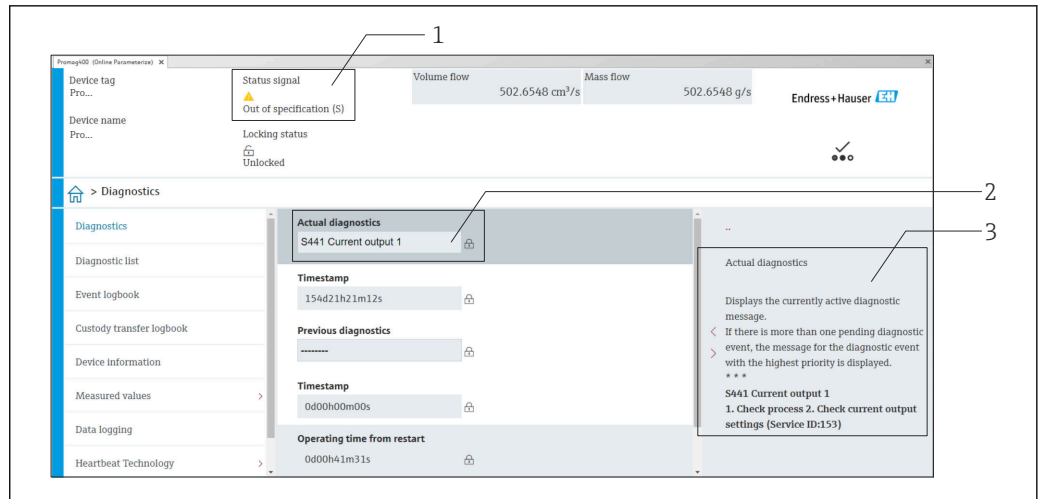 1
Promag400 (Online Parameterize) X
X
Device tag
Pro...
Device name
Pro...
Status signal
Out of specification (S)
Locking status
Unlocked
Volume flow
502.6548 cm³/s
Mass flow
502.6548 g/s
Endress+Hauser EH
> Diagnostics
2
3
Diagnostics
Diagnostic list
Event logbook
Custody transfer logbook
Device information
Measured values >
Data logging
Heartbeat Technology >
Actual diagnostics
S441 Current output 1
Timestamp
154d21h21m12s
Previous diagnostics
--------
Timestamp
0d00h00m00s
Operating time from restart
0d00h41m31s
..
Actual diagnostics
Displays the currently active diagnostic
message.
If there is more than one pending diagnostic
event, the message for the diagnostic event
with the highest priority is displayed.
* * *
S441 Current output 1
1. Check process 2. Check current output
settings (Service ID:153)